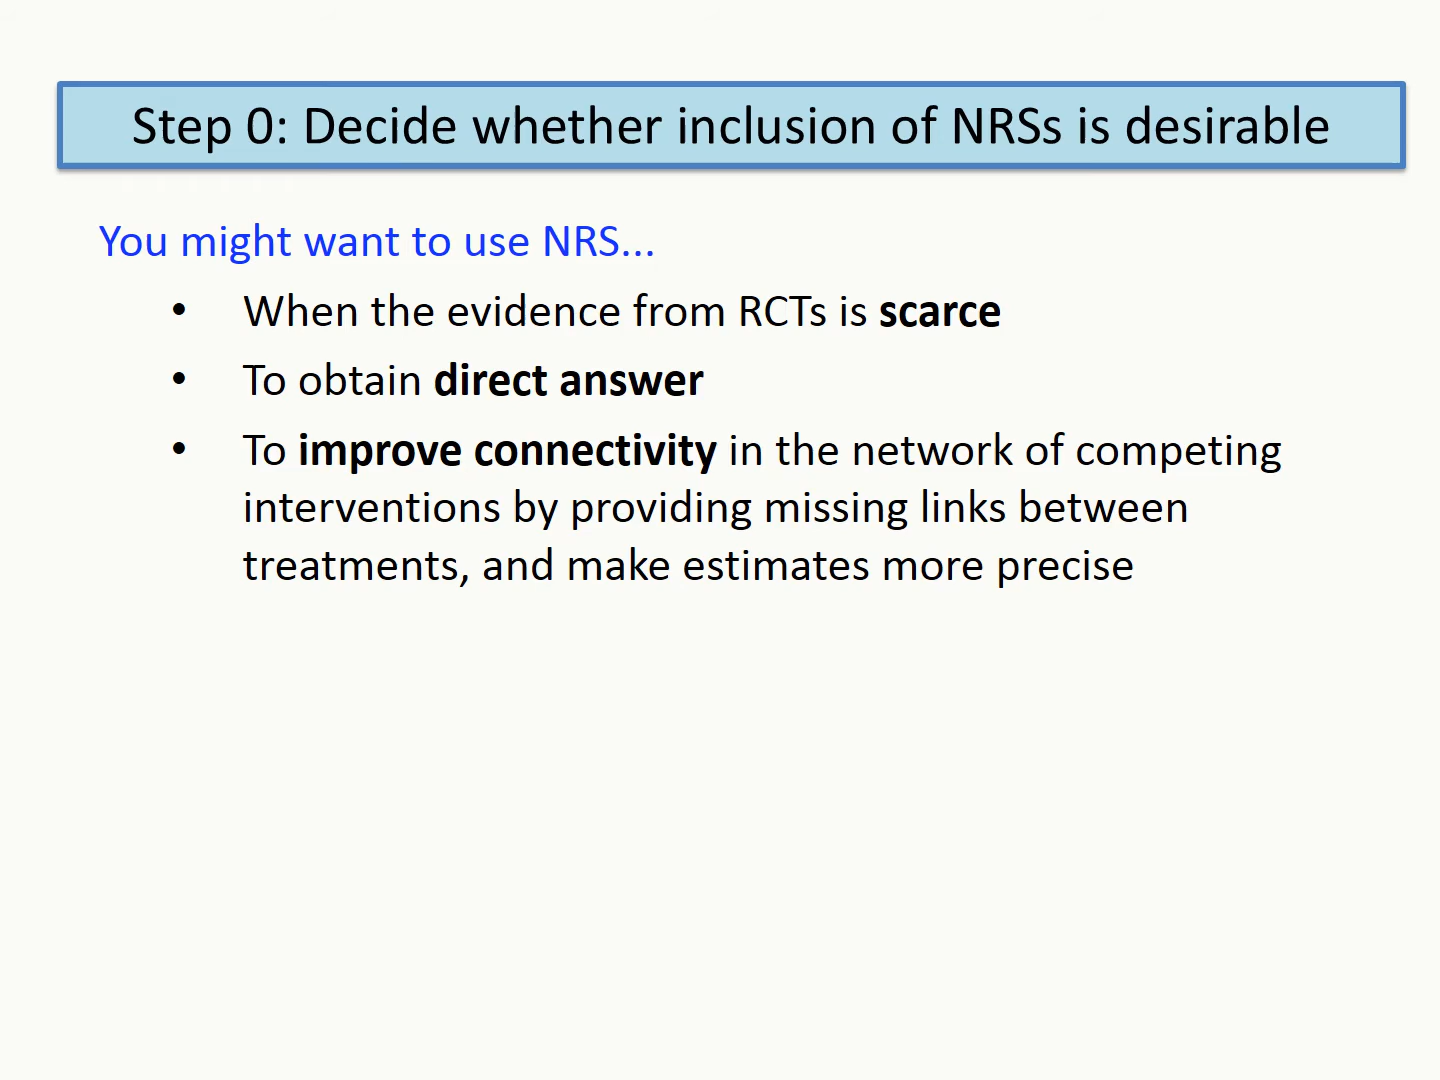 Step 0: Decide whether inclusion of NRSs is desirable
You might want to use NRS...
• When the evidence from RCTs is scarce
• To obtain direct answer
• To improve connectivity in the network of competing
interventions by providing missing links between
treatments, and make estimates more precise